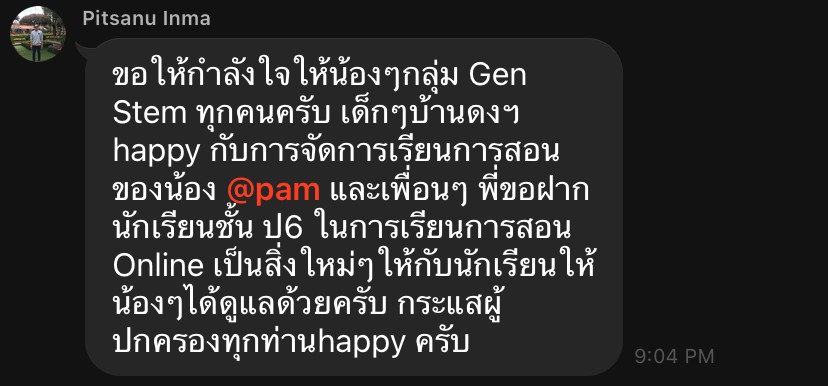 Pitsanu Inma
ขอให้กำลังใจให้น้องๆกลุ่ม Gen
Stem ทุกคนครับ เด็กๆบ้านดงฯ
happy กับการจัดการเรียนการสอน
ของน้อง @pam และเพื่อนๆ พี่ขอฝาก
นักเรียนชั้น ป6 ในการเรียนการสอน
Online เป็นสิ่งใหม่ๆให้กับนักเรียนให้
น้องๆได้ดูแลด้วยครับ กระแสผู้
ปกครองทุกท่านhappy ครับ
9:04 PM